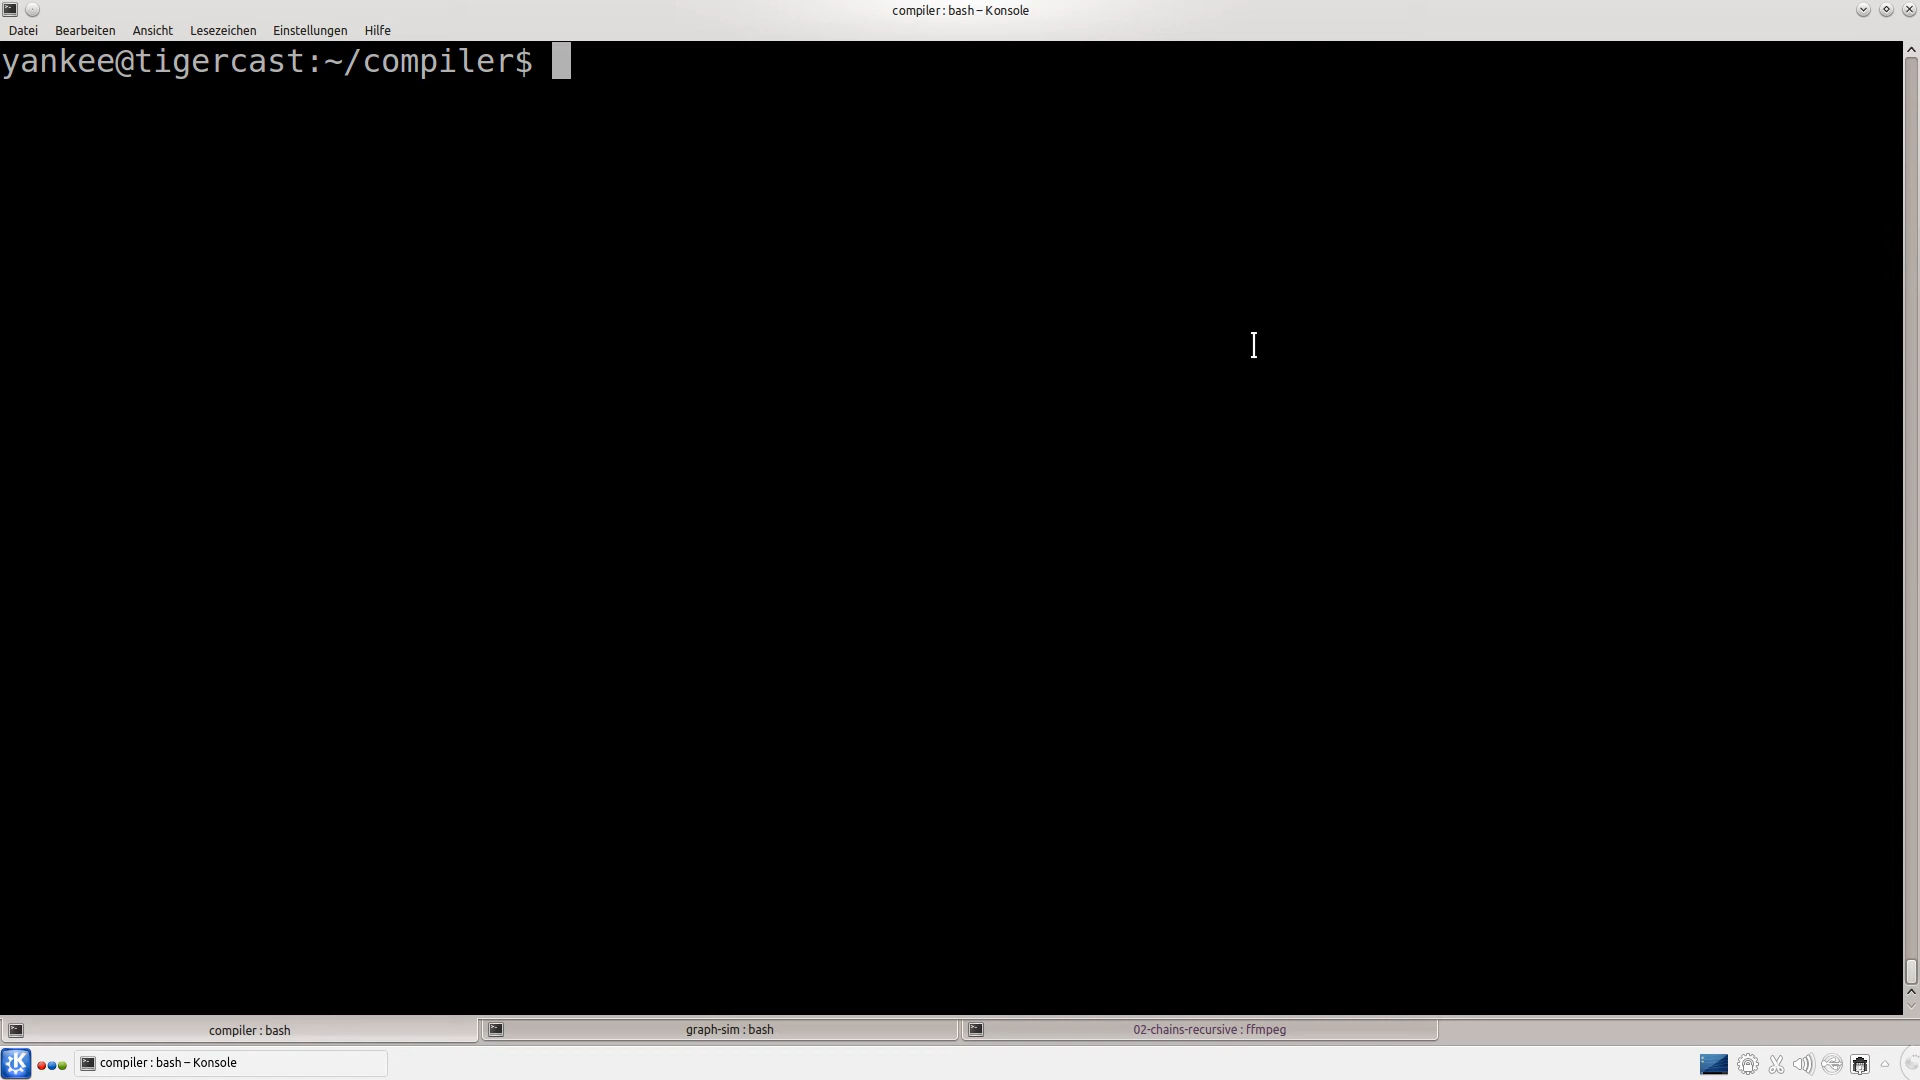 compiler : bash – Konsole
Datei Bearbeiten Ansicht Lesezeichen Einstellungen Hilfe
yankee@tigercast:~/compiler$
compiler : bash
graph-sim : bash
02-chains-recursive : ffmpeg
compiler : bash – Konsole